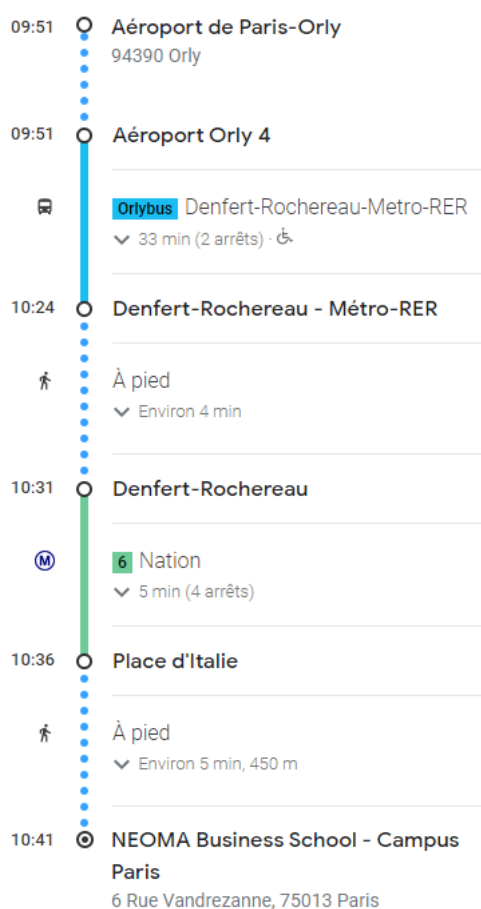 09:51 Aéroport de Paris-Orly
94390 Orly
09:51 Aéroport Orly 4
Orlybus Denfert-Rochereau-Metro-RER
33 min (2 arrêts) ·
10:24 Denfert-Rochereau - Métro-RER
À pied
Environ 4 min
10:31 Denfert-Rochereau
M 6 Nation
5 min (4 arrêts)
10:36 Place d'Italie
À pied
Environ 5 min, 450 m
10:41 NEOMA Business School - Campus
Paris
6 Rue Vandrezanne, 75013 Paris